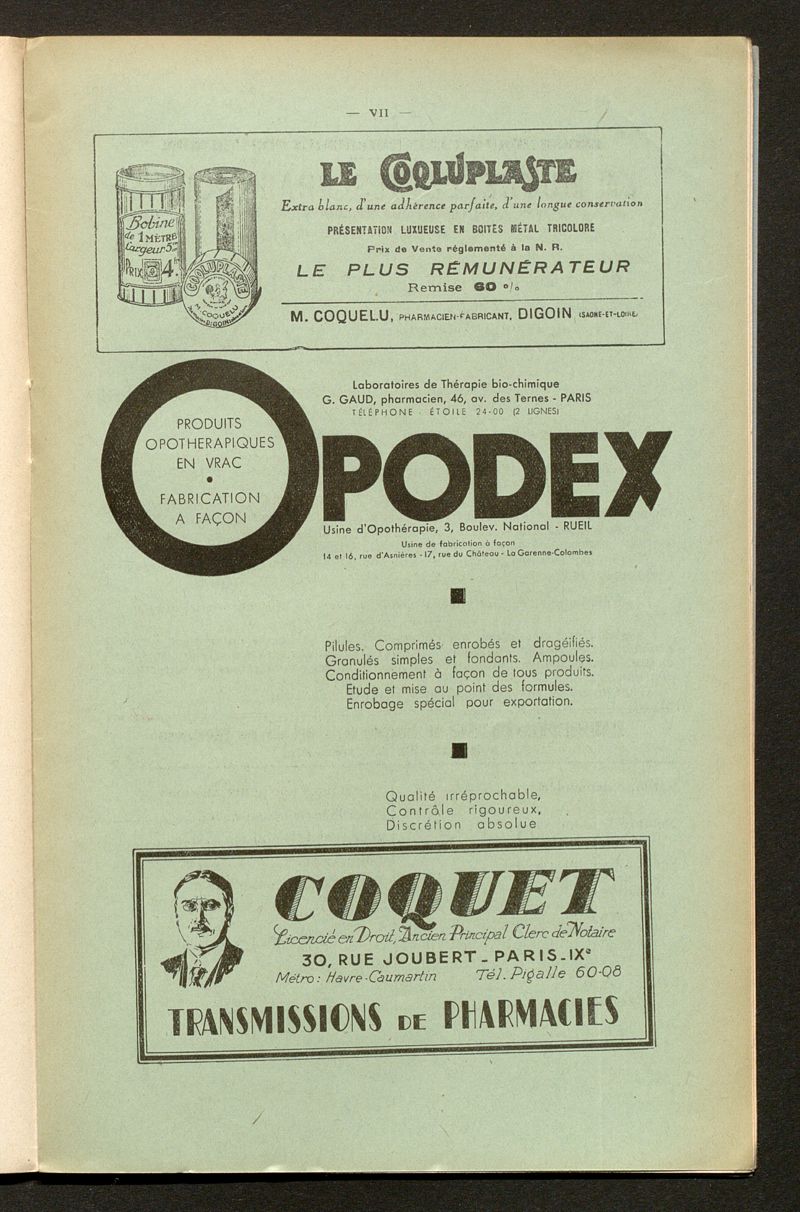 — VII —
LE COQLUPLASTE
Extra blanc, d'une adhérence parfaite, d'une longue conservation
PRÉSENTATION LUXUEUSE EN BOITES MÉTAL TRICOLORE
Prix de Vente réglementé à la N. R.
LE PLUS RÉMUNÉRATEUR
Remise 60 %
M. COQUELU, PHARMACIEN-FABRICANT, DIGOIN (SAONE-ET-LOIRE)
Bobine
de 1 MÈTRE
Largeur 5 cm
PRIX 4 fr
COQLUPLASTE
M. COQUELU
DIGOIN
Laboratoires de Thérapie bio-chimique
G. GAUD, pharmacien, 46, av. des Ternes - PARIS
TÉLÉPHONE : ÉTOILE 24-00 (2 LIGNES)
OPODEX
PRODUITS
OPOTHERAPIQUES
EN VRAC
•
FABRICATION
A FAÇON
Usine d'Opothérapie, 3, Boulev. National - RUEIL
Usine de fabrication à façon
14 et 16, rue d'Asnières - 17, rue du Château - La Garenne-Colombes
Pilules. Comprimés enrobés et dragéifiés.
Granulés simples et fondants. Ampoules.
Conditionnement à façon de tous produits.
Etude et mise au point des formules.
Enrobage spécial pour exportation.
Qualité irréprochable,
Contrôle rigoureux,
Discrétion absolue
COQUET
Licencié en Droit, Ancien Principal Clerc de Notaire
30, RUE JOUBERT - PARIS-IXe
Métro : Havre-Caumartin Tél. Pigalle 60-08
TRANSMISSIONS DE PHARMACIES